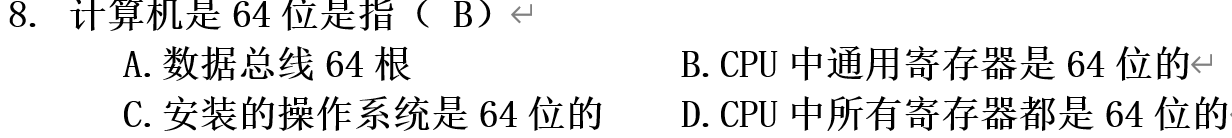 8. 计算机是 64 位是指（ B）↵
A.数据总线 64 根 B.CPU 中通用寄存器是 64 位的↵
C.安装的操作系统是 64 位的 D.CPU 中所有寄存器都是 64 位的